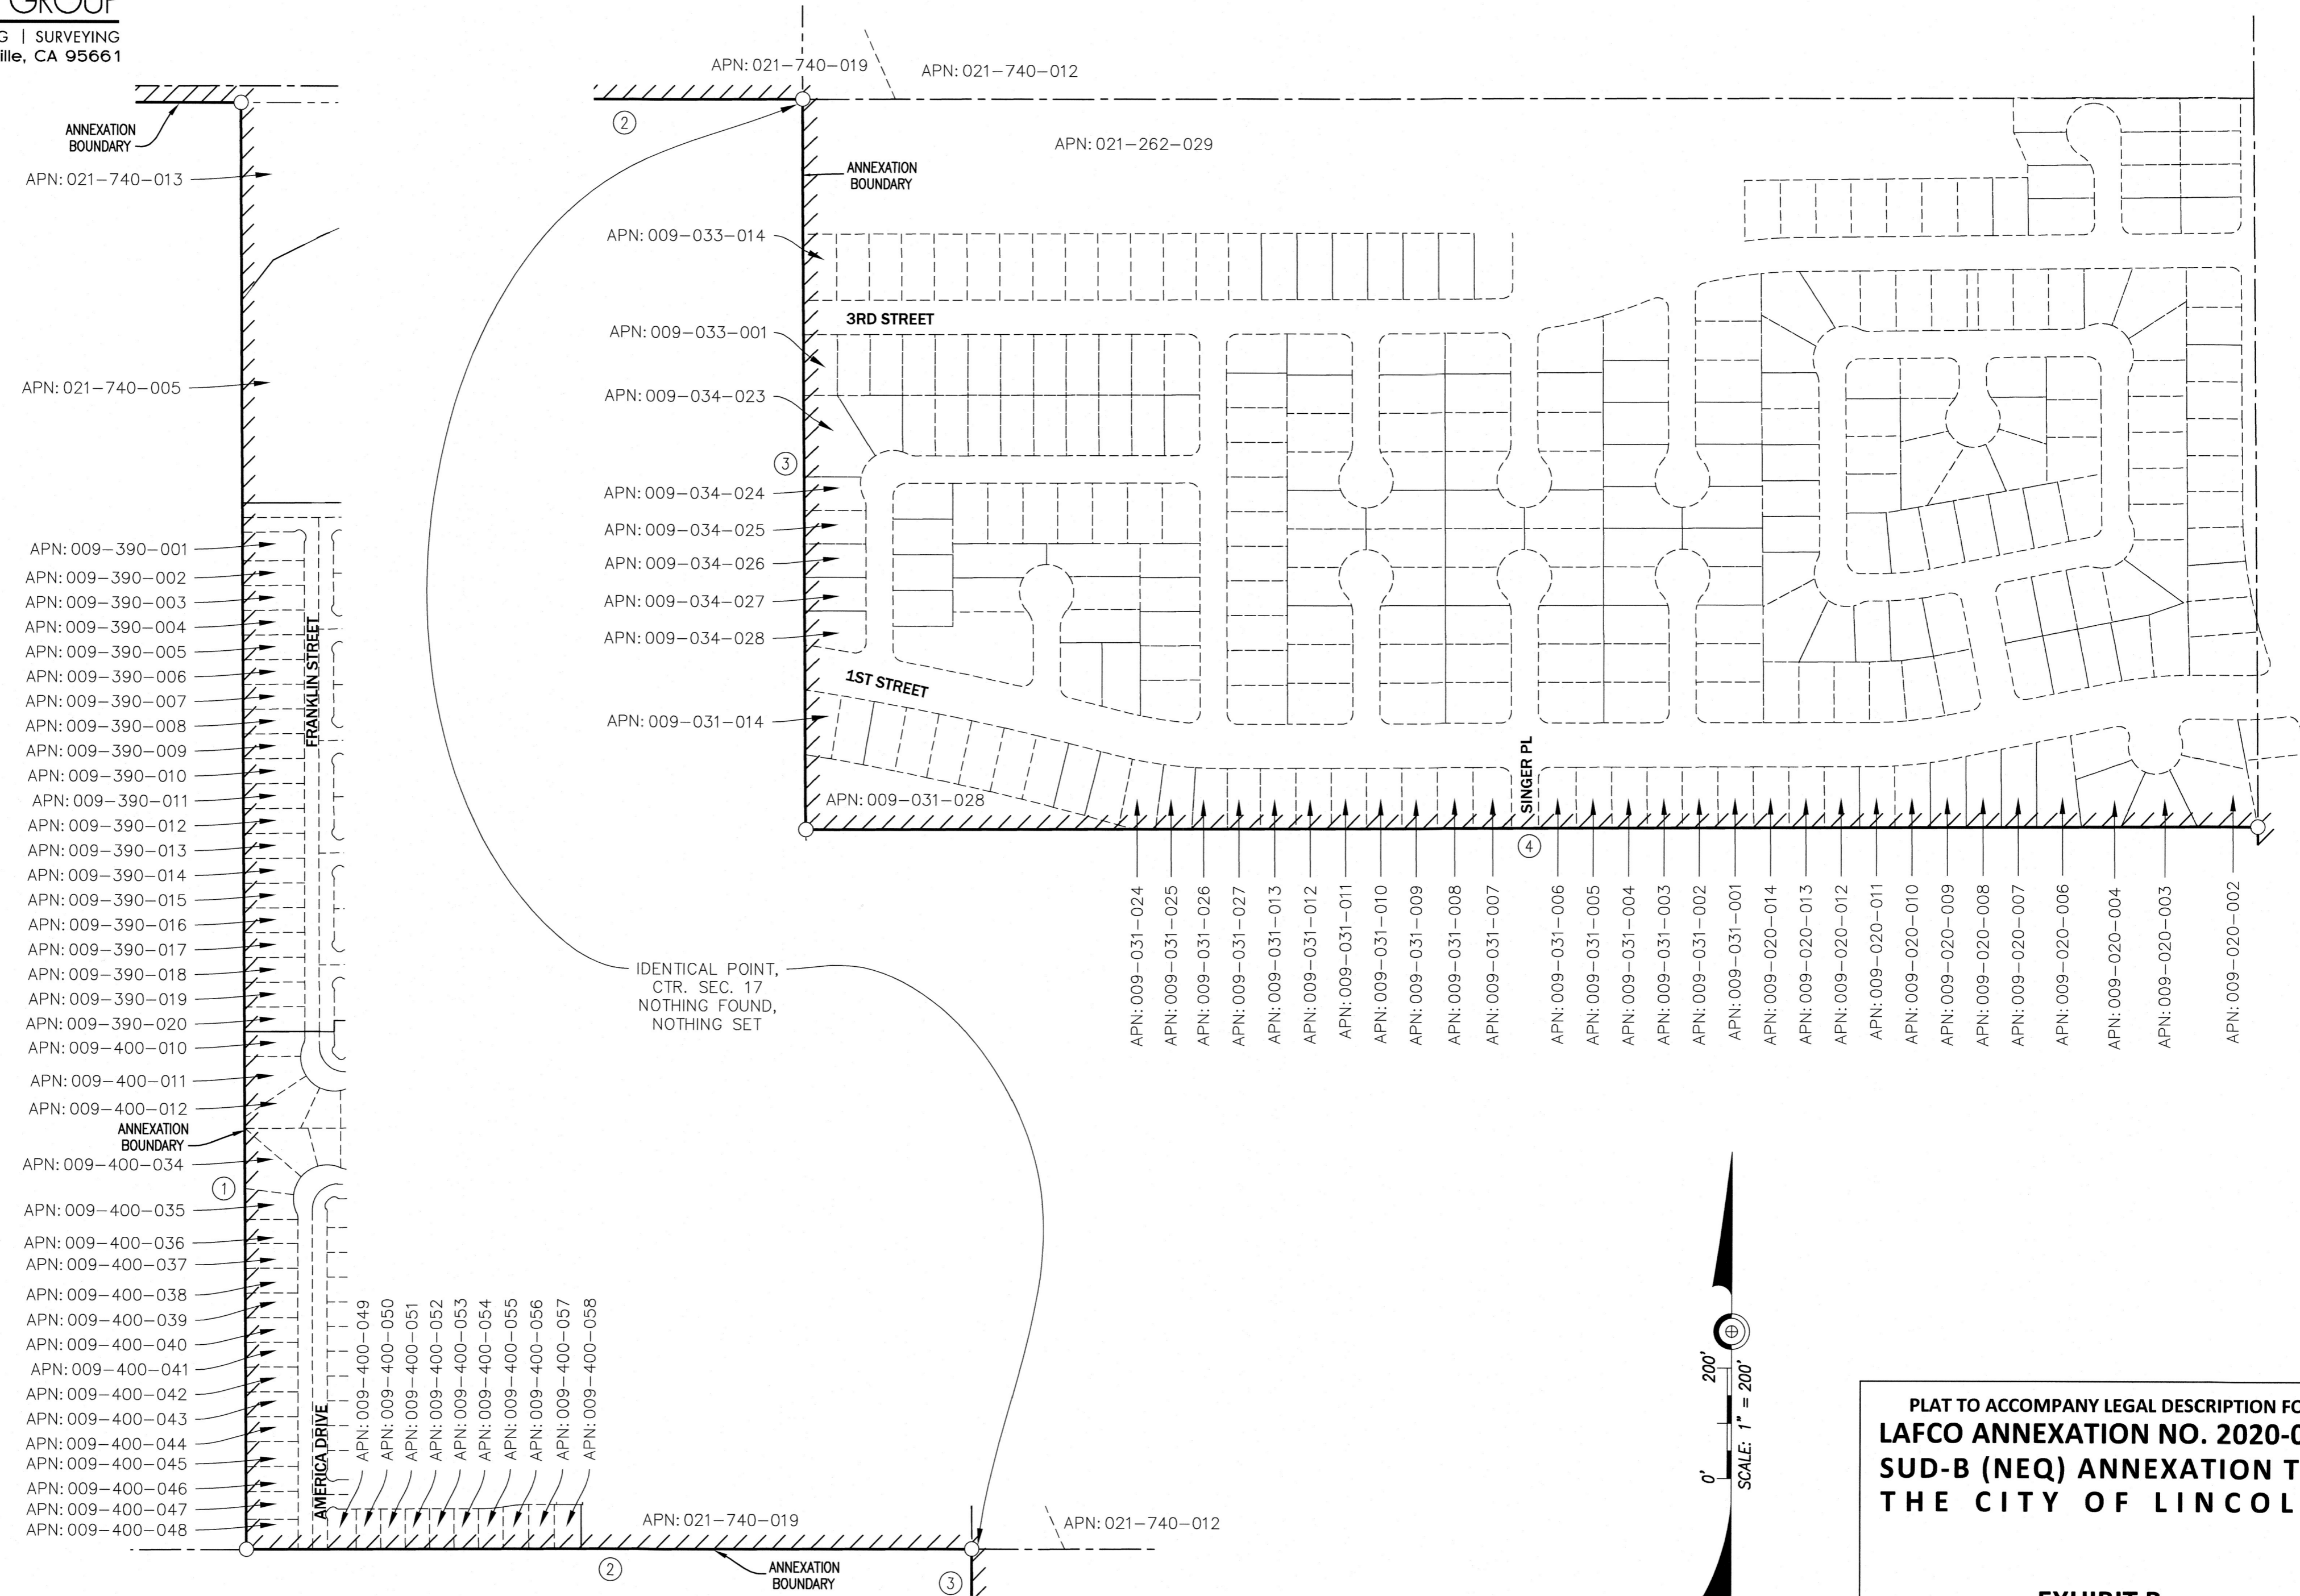 GROUP
G | SURVEYING
ille, CA 95661
ANNEXATION
BOUNDARY
APN: 021-740-013
APN: 021-740-005
APN: 009-390-001
APN: 009-390-002
APN: 009-390-003
APN: 009-390-004
APN: 009-390-005
APN: 009-390-006
APN: 009-390-007
APN: 009-390-008
APN: 009-390-009
APN: 009-390-010
APN: 009-390-011
APN: 009-390-012
APN: 009-390-013
APN: 009-390-014
APN: 009-390-015
APN: 009-390-016
APN: 009-390-017
APN: 009-390-018
APN: 009-390-019
APN: 009-390-020
APN: 009-400-010
APN: 009-400-011
APN: 009-400-012
ANNEXATION
BOUNDARY
APN: 009-400-034
1
APN: 009-400-035
APN: 009-400-036
APN: 009-400-037
APN: 009-400-038
APN: 009-400-039
APN: 009-400-040
APN: 009-400-041
APN: 009-400-042
APN: 009-400-043
APN: 009-400-044
APN: 009-400-045
APN: 009-400-046
APN: 009-400-047
APN: 009-400-048
FRANKLIN STREET
AMERICA DRIVE
APN: 009-400-049
APN: 009-400-050
APN: 009-400-051
APN: 009-400-052
APN: 009-400-053
APN: 009-400-054
APN: 009-400-055
APN: 009-400-056
APN: 009-400-057
APN: 009-400-058
APN: 021-740-019
APN: 021-740-012
2
ANNEXATION
BOUNDARY
3
IDENTICAL POINT,
CTR. SEC. 17
NOTHING FOUND,
NOTHING SET
APN: 021-740-019
APN: 021-740-012
2
APN: 021-262-029
ANNEXATION
BOUNDARY
APN: 009-033-014
3RD STREET
APN: 009-033-001
APN: 009-034-023
3
APN: 009-034-024
APN: 009-034-025
APN: 009-034-026
APN: 009-034-027
APN: 009-034-028
1ST STREET
APN: 009-031-014
SINGER PL
APN: 009-031-028
4
APN: 009-031-024
APN: 009-031-025
APN: 009-031-026
APN: 009-031-027
APN: 009-031-013
APN: 009-031-012
APN: 009-031-011
APN: 009-031-010
APN: 009-031-009
APN: 009-031-008
APN: 009-031-007
APN: 009-031-006
APN: 009-031-005
APN: 009-031-004
APN: 009-031-003
APN: 009-031-002
APN: 009-031-001
APN: 009-020-014
APN: 009-020-013
APN: 009-020-012
APN: 009-020-011
APN: 009-020-010
APN: 009-020-009
APN: 009-020-008
APN: 009-020-007
APN: 009-020-006
APN: 009-020-004
APN: 009-020-003
APN: 009-020-002
0' 200'
SCALE: 1" = 200'
PLAT TO ACCOMPANY LEGAL DESCRIPTION FO
LAFCO ANNEXATION NO. 2020-0
SUD-B (NEQ) ANNEXATION T
THE CITY OF LINCOL
EXHIBIT B